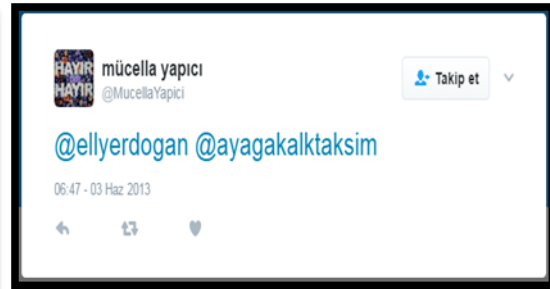 HAYIR
HAYIR
mücella yapıcı
@MucellaYapici
Takip et
@ellyerdogan @ayagakalktaksim
06:47 - 03 Haz 2013